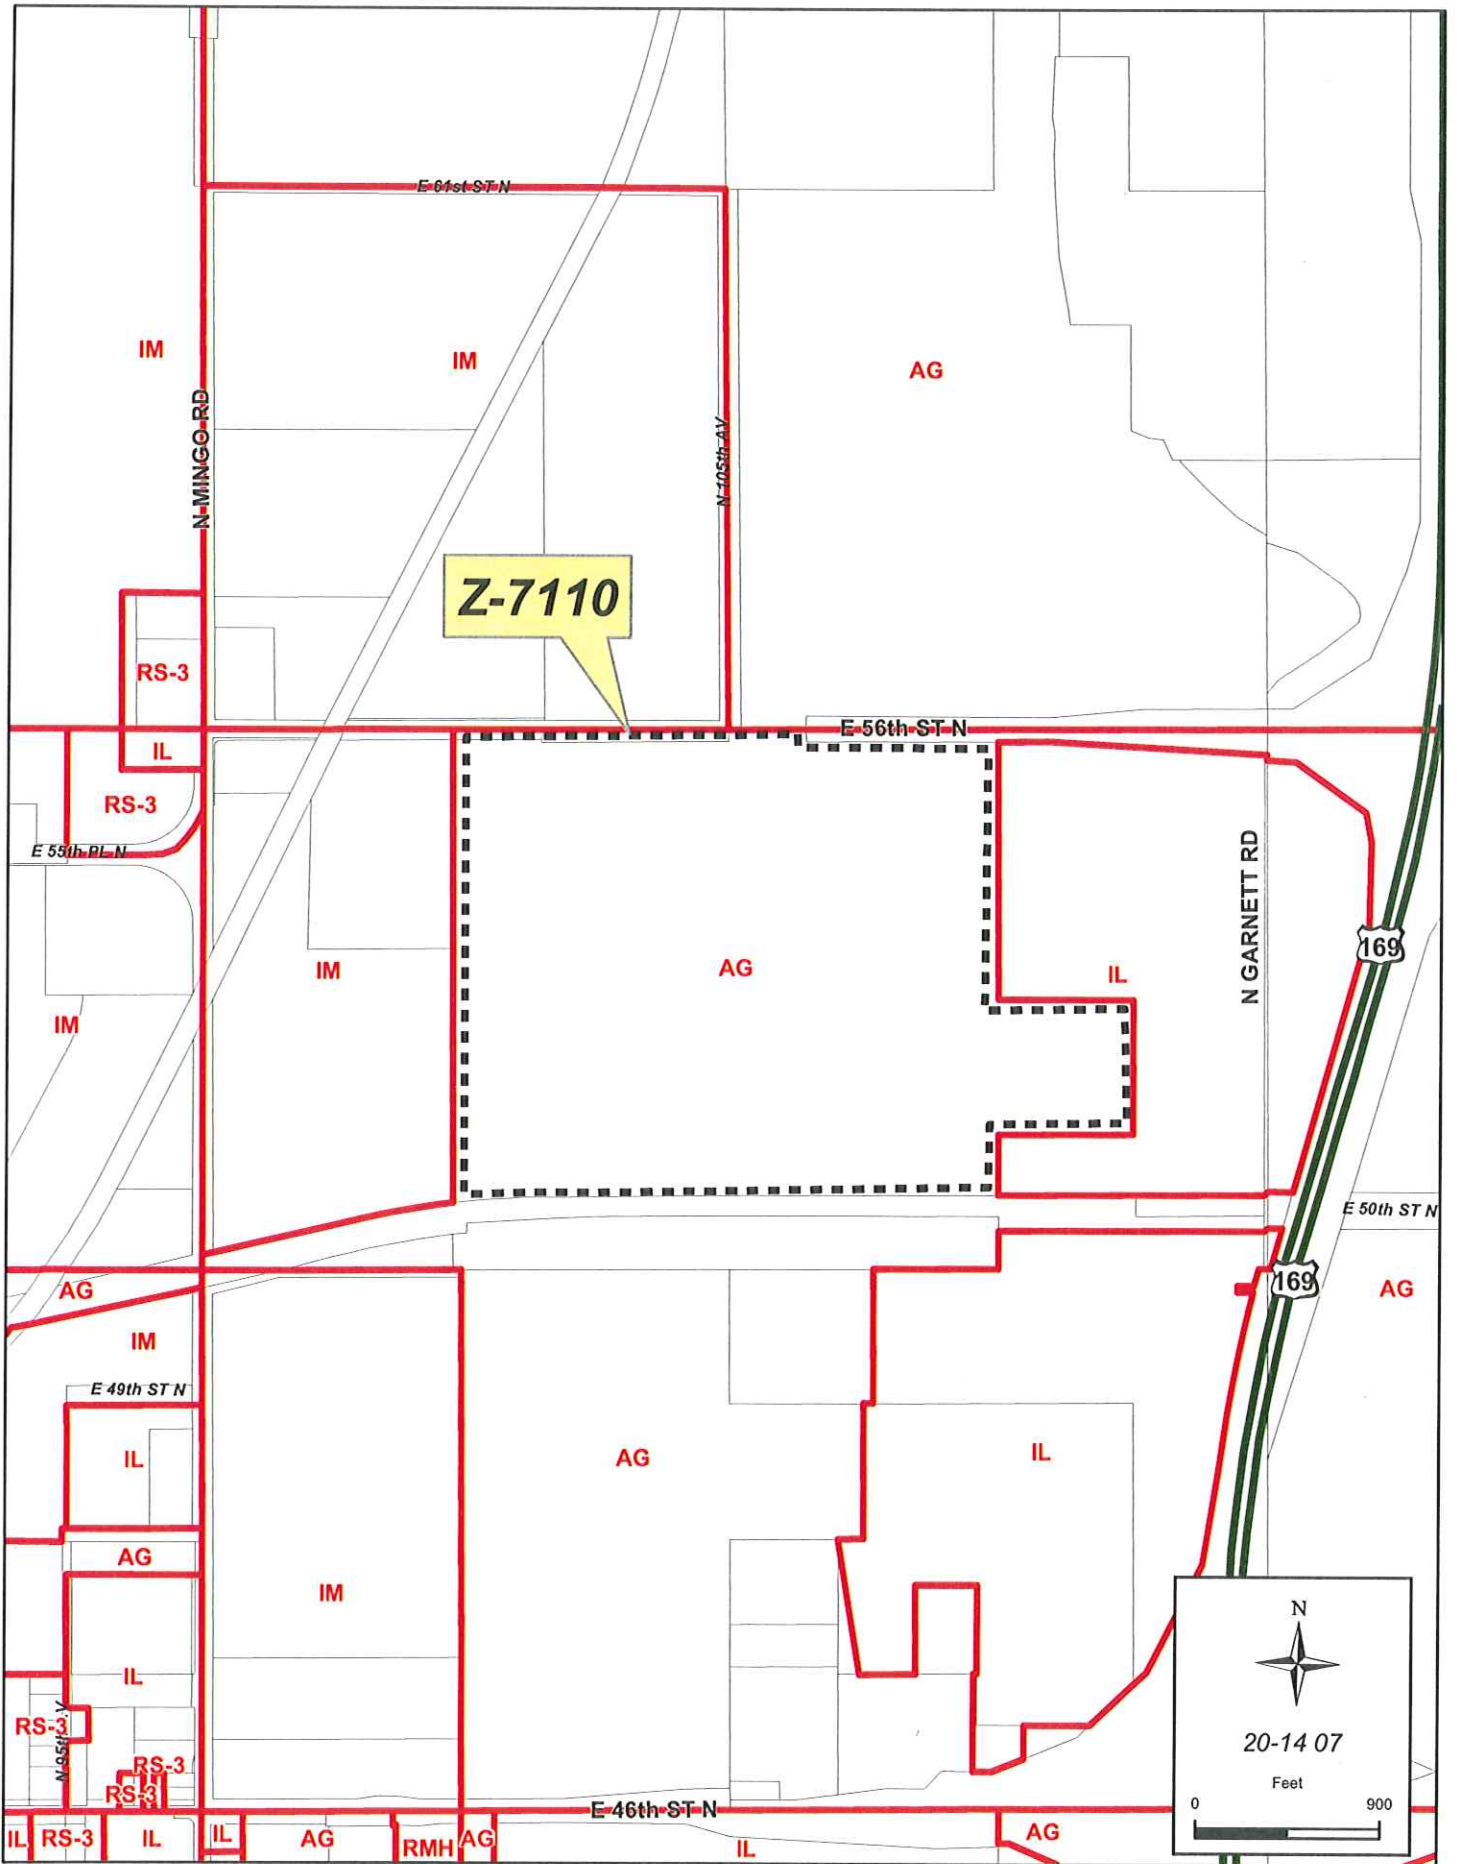 E 61st ST N
IM
IM
AG
N MINGO RD
N 105th AV
Z-7110
RS-3
E 56th ST N
IL
RS-3
E 55th PL N
N GARNETT RD
169
AG
IM
IL
IM
E 50th ST N
169
AG
AG
IM
E 49th ST N
IL
AG
IL
AG
IM
IL
RS-3
RS-3
RS-3
E 46th ST N
IL
RS-3
IL
IL
AG
RMH
AG
IL
AG
N
20-14 07
Feet
0 900